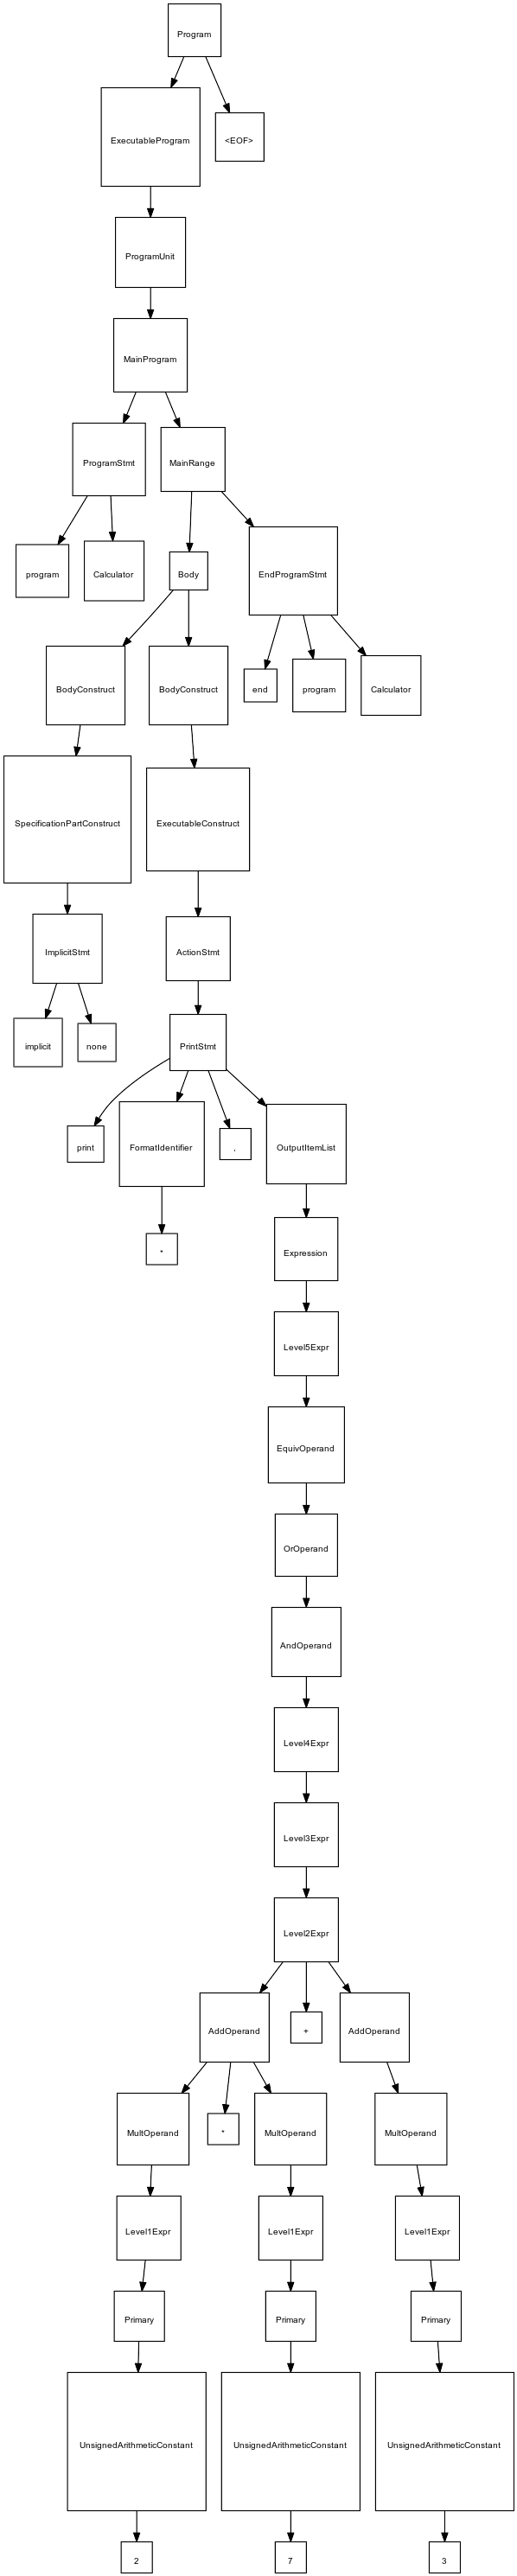 Program
ExecutableProgram
<EOF>
ProgramUnit
MainProgram
ProgramStmt
MainRange
program
Calculator
Body
EndProgramStmt
BodyConstruct
BodyConstruct
end
program
Calculator
SpecificationPartConstruct
ExecutableConstruct
ImplicitStmt
ActionStmt
implicit
none
PrintStmt
print
FormatIdentifier
,
OutputItemList
*
Expression
Level5Expr
EquivOperand
OrOperand
AndOperand
Level4Expr
Level3Expr
Level2Expr
AddOperand
+
AddOperand
MultOperand
*
MultOperand
MultOperand
Level1Expr
Level1Expr
Level1Expr
Primary
Primary
Primary
UnsignedArithmeticConstant
UnsignedArithmeticConstant
UnsignedArithmeticConstant
2
7
3